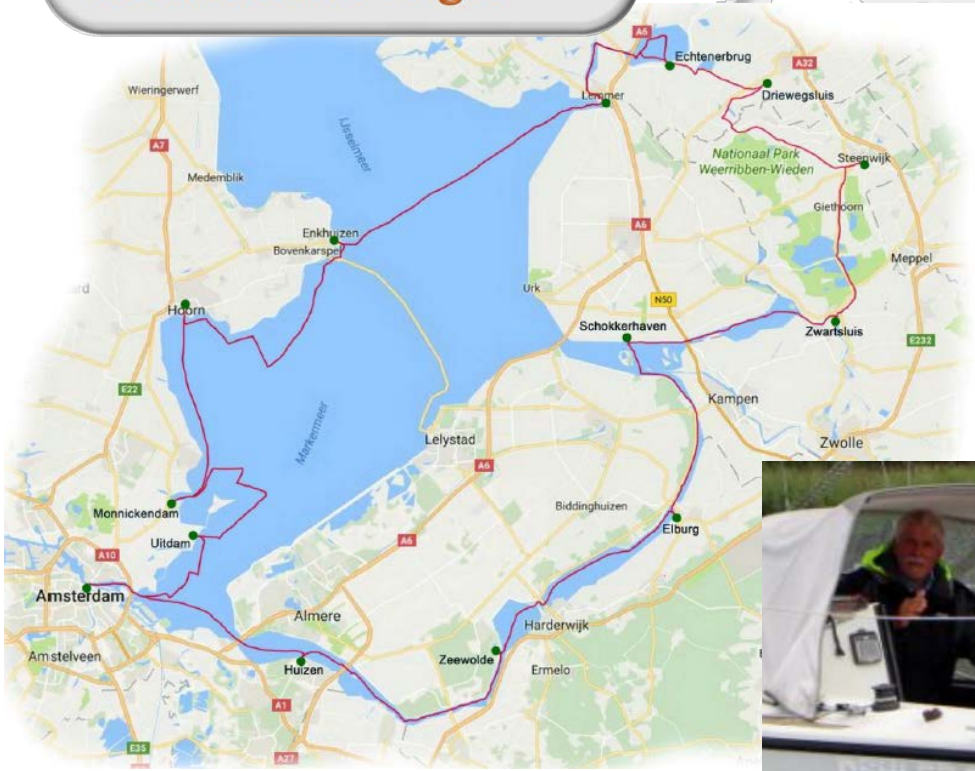 A6
Echtenerbrug
A32
Wieringerwerf
Lemmer
Driewegsluis
IJsselmeer
A7
Nationaal Park
Weerribben-Wieden
Steenwijk
Medemblik
Giethoorn
A6
Enkhuizen
Bovenkarspel
Meppel
Urk
N50
Hoorn
Schokkerhaven
Zwartsluis
E232
E22
Markermeer
Kampen
Lelystad
Zwolle
A6
Monnickendam
Biddinghuizen
Uitdam
Elburg
A10
A6
Amsterdam
Almere
Harderwijk
Amstelveen
Huizen
Zeewolde
Ermelo
A1
E35
A27